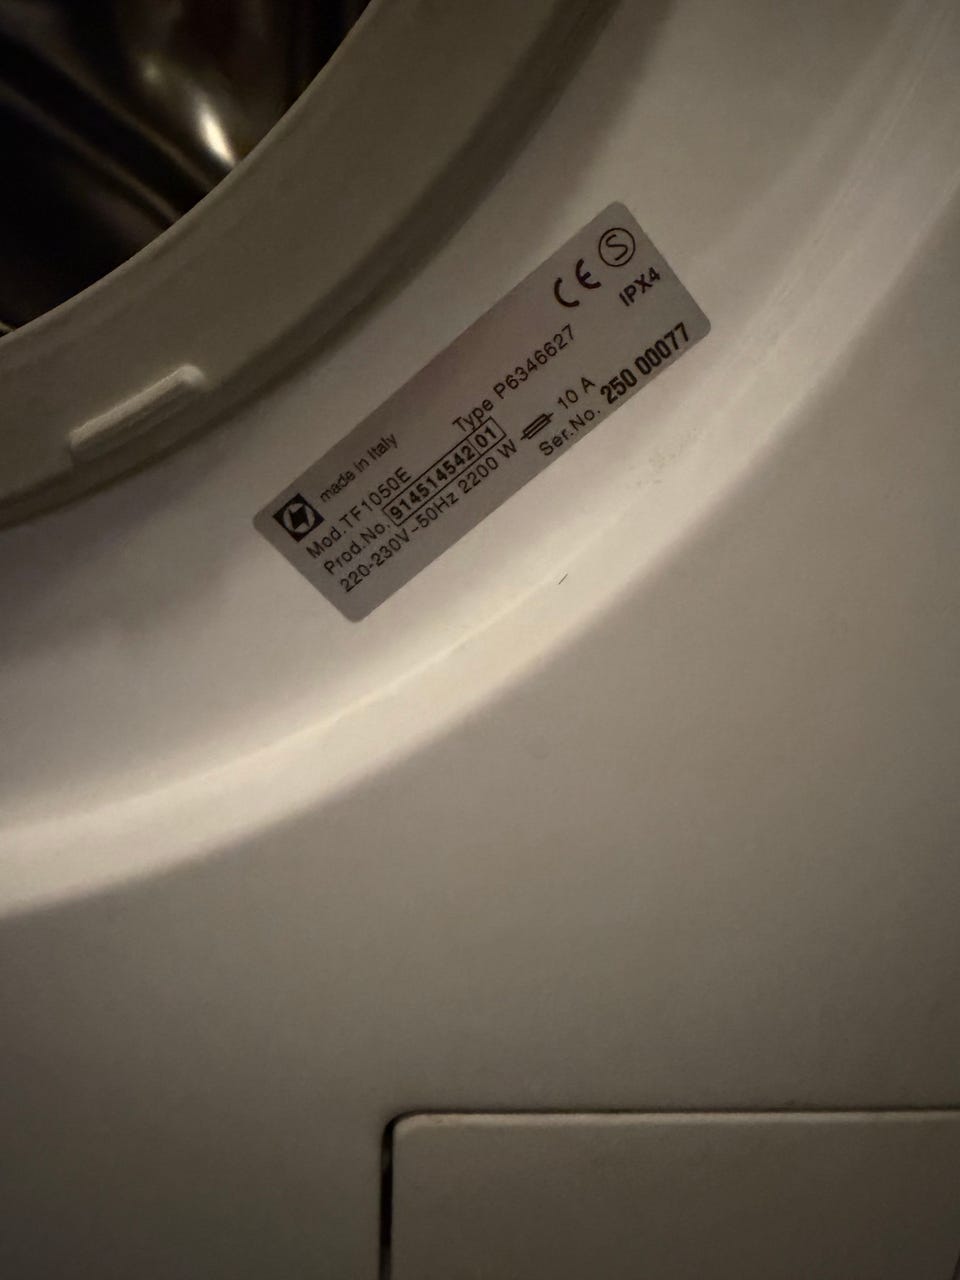 made in Italy
CE S
Mod.TF1050E Type P6346627 IPX4
Prod.No. 914514542 01
220-230V~50Hz 2200 W 10 A
Ser.No. 250 00077